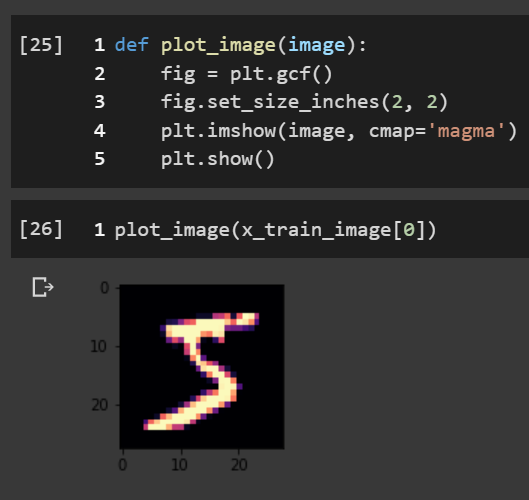 [25] 1 def plot_image(image):
2 fig = plt.gcf()
3 fig.set_size_inches(2, 2)
4 plt.imshow(image, cmap='magma')
5 plt.show()
[26] 1 plot_image(x_train_image[0])
0
10
20
0 10 20